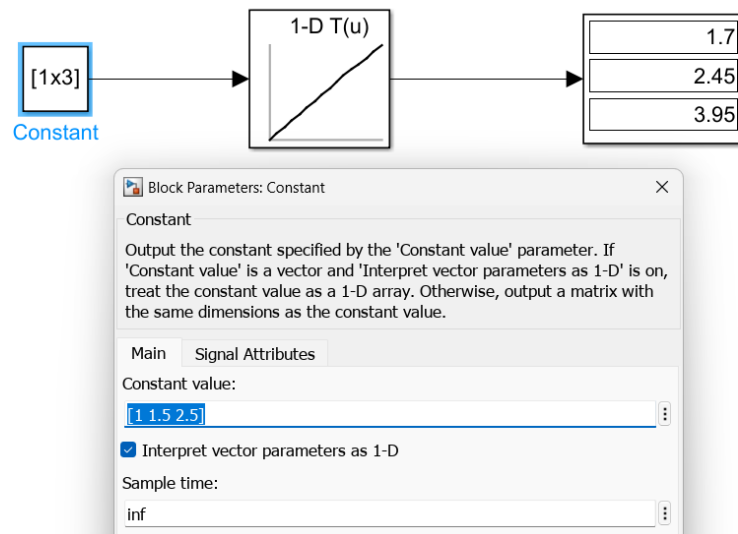 1-D T(u)
[1x3]
Constant
1.7
2.45
3.95
Block Parameters: Constant
Constant
Output the constant specified by the 'Constant value' parameter. If
'Constant value' is a vector and 'Interpret vector parameters as 1-D' is on,
treat the constant value as a 1-D array. Otherwise, output a matrix with
the same dimensions as the constant value.
Main Signal Attributes
Constant value:
[1 1.5 2.5]
Interpret vector parameters as 1-D
Sample time:
inf